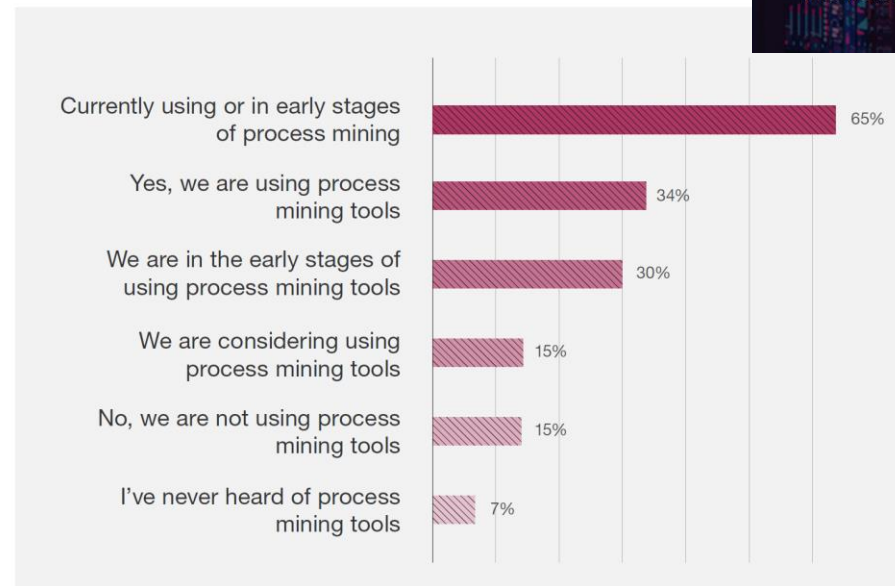 Currently using or in early stages
of process mining
65%
Yes, we are using process
mining tools
34%
We are in the early stages of
using process mining tools
30%
We are considering using
process mining tools
15%
No, we are not using process
mining tools
15%
I've never heard of process
mining tools
7%